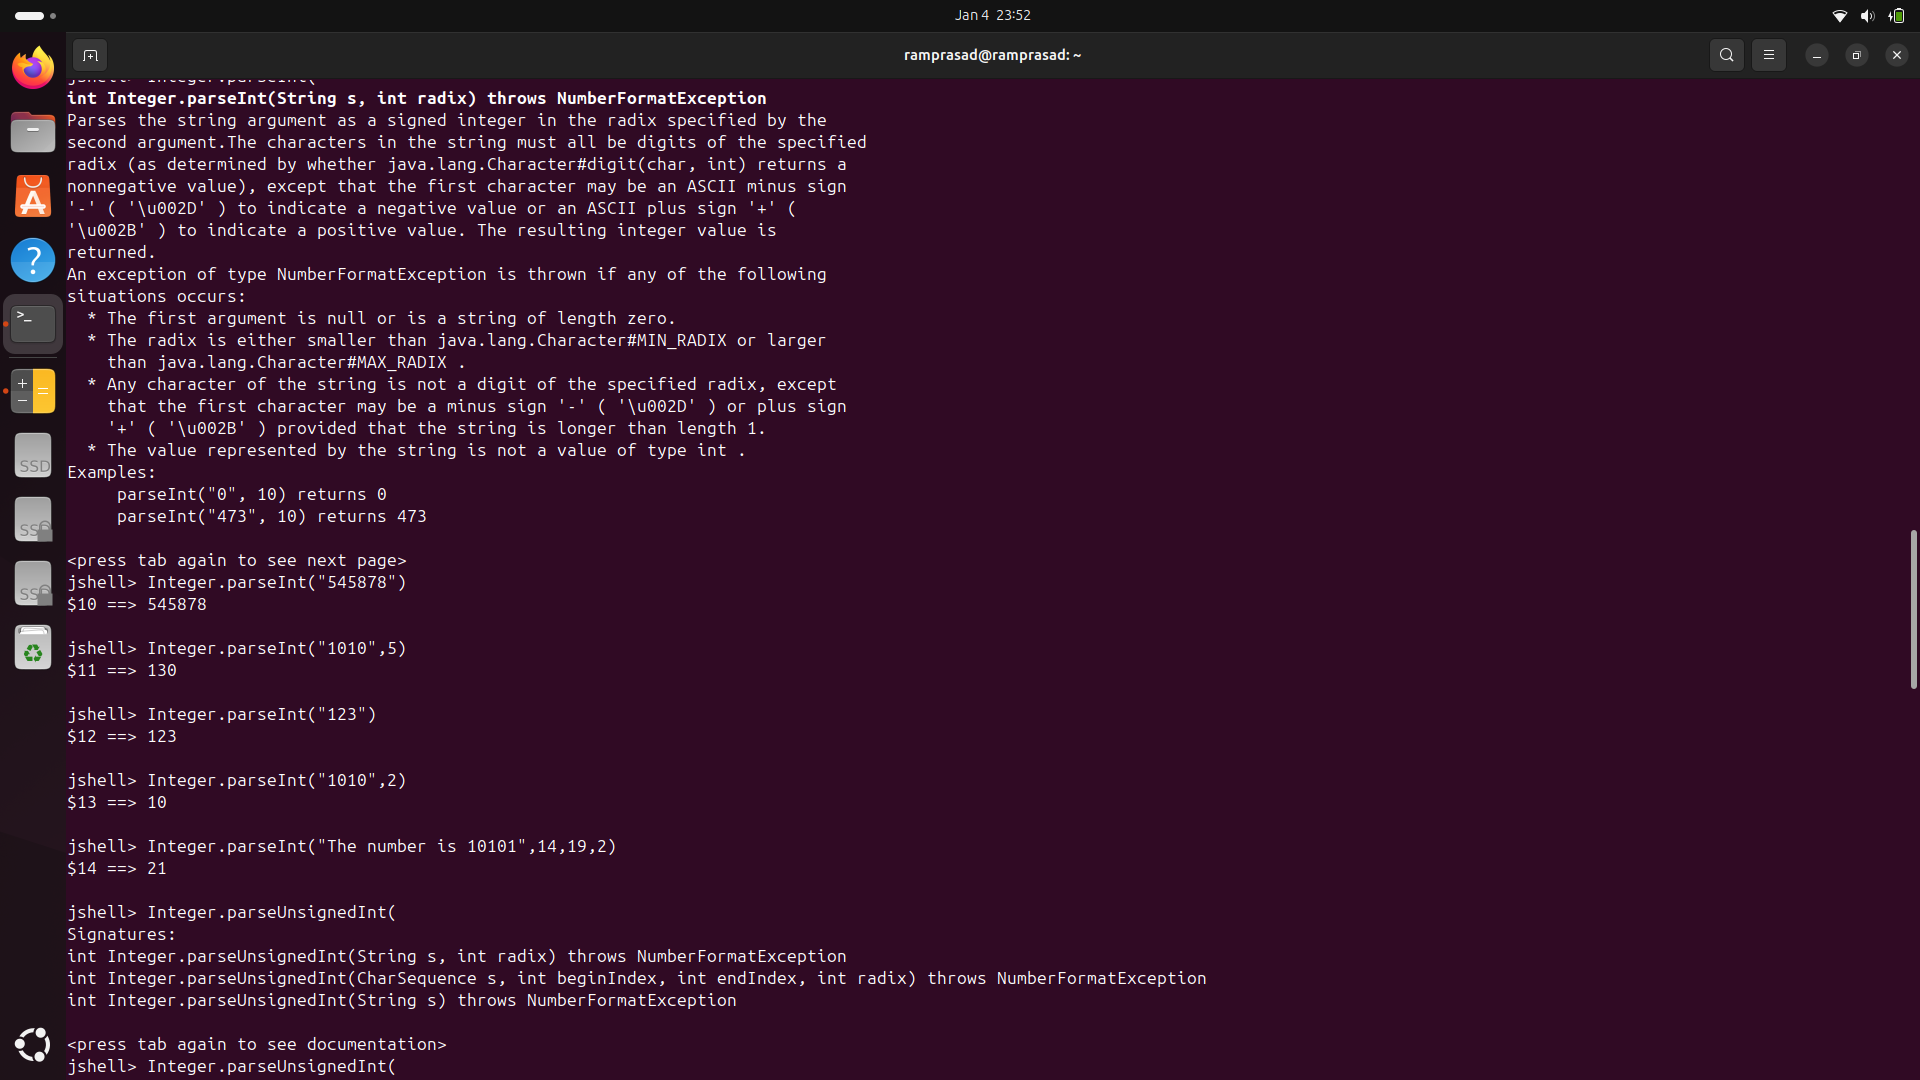 Jan 4 23:52
ramprasad@ramprasad: ~
jshell> Integer.parseInt(
int Integer.parseInt(String s, int radix) throws NumberFormatException
Parses the string argument as a signed integer in the radix specified by the
second argument.The characters in the string must all be digits of the specified
radix (as determined by whether java.lang.Character#digit(char, int) returns a
nonnegative value), except that the first character may be an ASCII minus sign
'-' ( '\u002D' ) to indicate a negative value or an ASCII plus sign '+' (
'\u002B' ) to indicate a positive value. The resulting integer value is
returned.
An exception of type NumberFormatException is thrown if any of the following
situations occurs:
  * The first argument is null or is a string of length zero.
  * The radix is either smaller than java.lang.Character#MIN_RADIX or larger
    than java.lang.Character#MAX_RADIX .
  * Any character of the string is not a digit of the specified radix, except
    that the first character may be a minus sign '-' ( '\u002D' ) or plus sign
    '+' ( '\u002B' ) provided that the string is longer than length 1.
  * The value represented by the string is not a value of type int .
Examples:
     parseInt("0", 10) returns 0
     parseInt("473", 10) returns 473
<press tab again to see next page>
jshell> Integer.parseInt("545878")
$10 ==> 545878
jshell> Integer.parseInt("1010",5)
$11 ==> 130
jshell> Integer.parseInt("123")
$12 ==> 123
jshell> Integer.parseInt("1010",2)
$13 ==> 10
jshell> Integer.parseInt("The number is 10101",14,19,2)
$14 ==> 21
jshell> Integer.parseUnsignedInt(
Signatures:
int Integer.parseUnsignedInt(String s, int radix) throws NumberFormatException
int Integer.parseUnsignedInt(CharSequence s, int beginIndex, int endIndex, int radix) throws NumberFormatException
int Integer.parseUnsignedInt(String s) throws NumberFormatException
<press tab again to see documentation>
jshell> Integer.parseUnsignedInt(
SSD
SS
SS